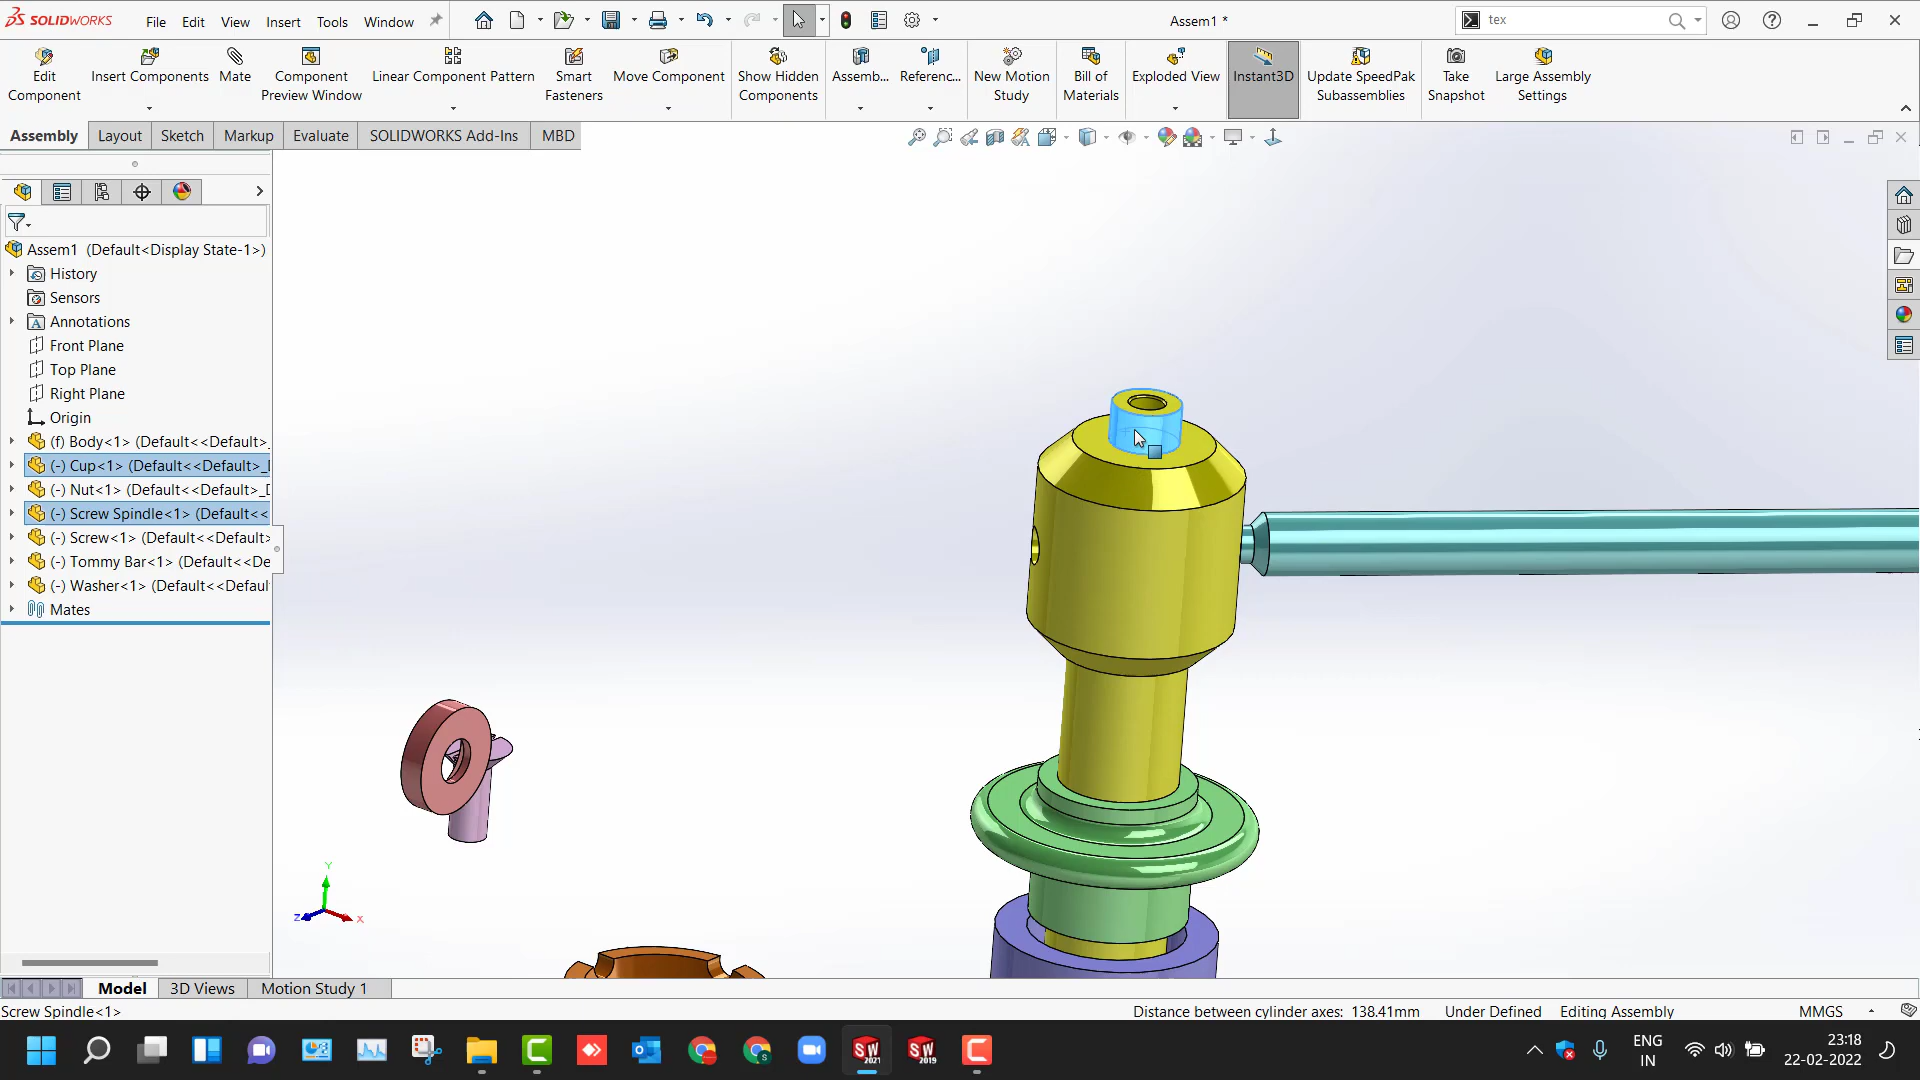 SOLIDWORKS File Edit View Insert Tools Window Assem1 * tex
Edit Component
Insert Components
Mate
Component Preview Window
Linear Component Pattern
Smart Fasteners
Move Component
Show Hidden Components
Assemb...
Referenc...
New Motion Study
Bill of Materials
Exploded View
Instant3D
Update SpeedPak Subassemblies
Take Snapshot
Large Assembly Settings
Assembly Layout Sketch Markup Evaluate SOLIDWORKS Add-Ins MBD
Assem1 (Default<Display State-1>)
History
Sensors
Annotations
Front Plane
Top Plane
Right Plane
Origin
(f) Body<1> (Default<<Default>_
(-) Cup<1> (Default<<Default>_D
(-) Nut<1> (Default<<Default>_D
(-) Screw Spindle<1> (Default<<
(-) Screw<1> (Default<<Default>
(-) Tommy Bar<1> (Default<<De
(-) Washer<1> (Default<<Defaul
Mates
Y
Z
X
Model 3D Views Motion Study 1
Screw Spindle<1> Distance between cylinder axes: 138.41mm Under Defined Editing Assembly MMGS
SW 2021
SW 2019
ENG IN
23:18
22-02-2022